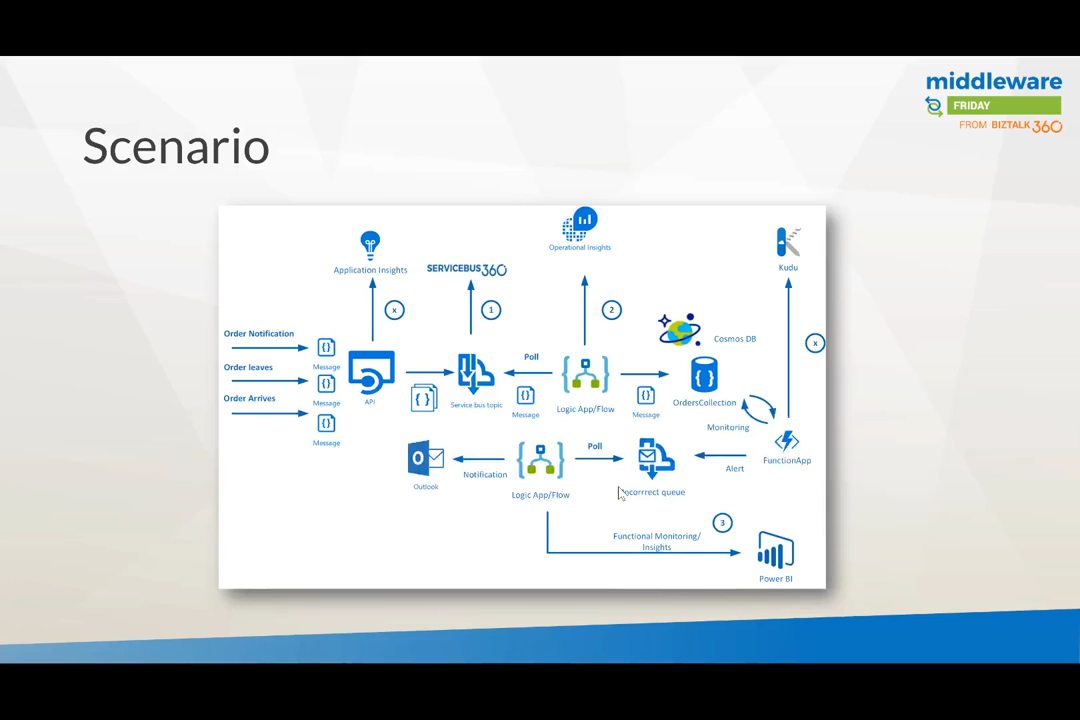 middleware
FRIDAY
FROM BIZTALK360
Scenario
Operational Insights
Application Insights
SERVICEBUS360
Kudu
x
1
2
x
Order Notification
Message
Order leaves
Message
Order Arrives
Message
API
Service bus topic
Poll
Message
Logic App/Flow
Message
Cosmos DB
OrdersCollection
Monitoring
FunctionApp
Alert
Outlook
Notification
Logic App/Flow
Poll
queue
3
Functional Monitoring/
Insights
Power BI